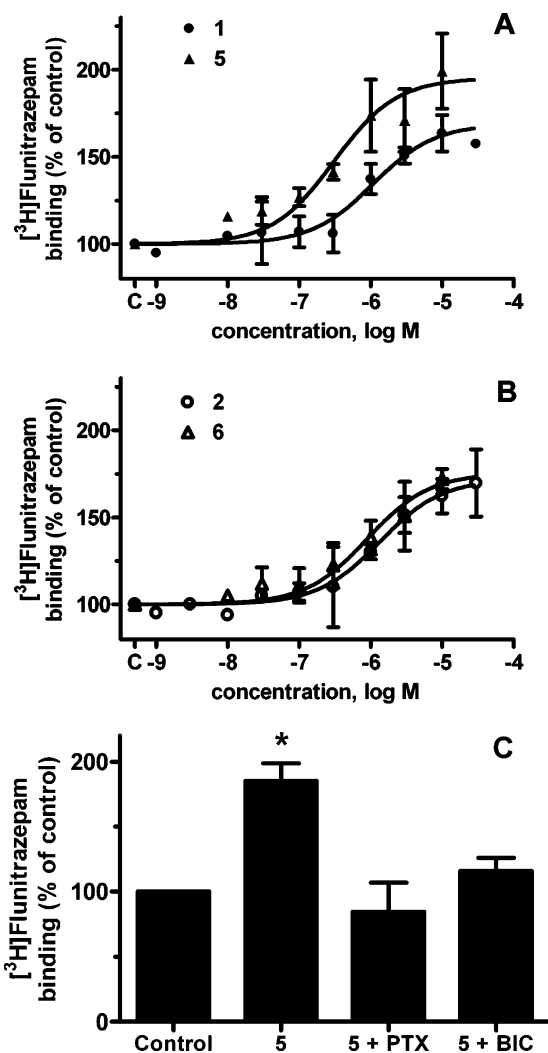 A
1
5
200
150
100
[³H]Flunitrazepam
binding (% of control)
C -9 -8 -7 -6 -5 -4
concentration, log M
B
2
6
200
150
100
[³H]Flunitrazepam
binding (% of control)
C -9 -8 -7 -6 -5 -4
concentration, log M
C
*
200
100
0
[³H]Flunitrazepam
binding (% of control)
Control 5 5 + PTX 5 + BIC